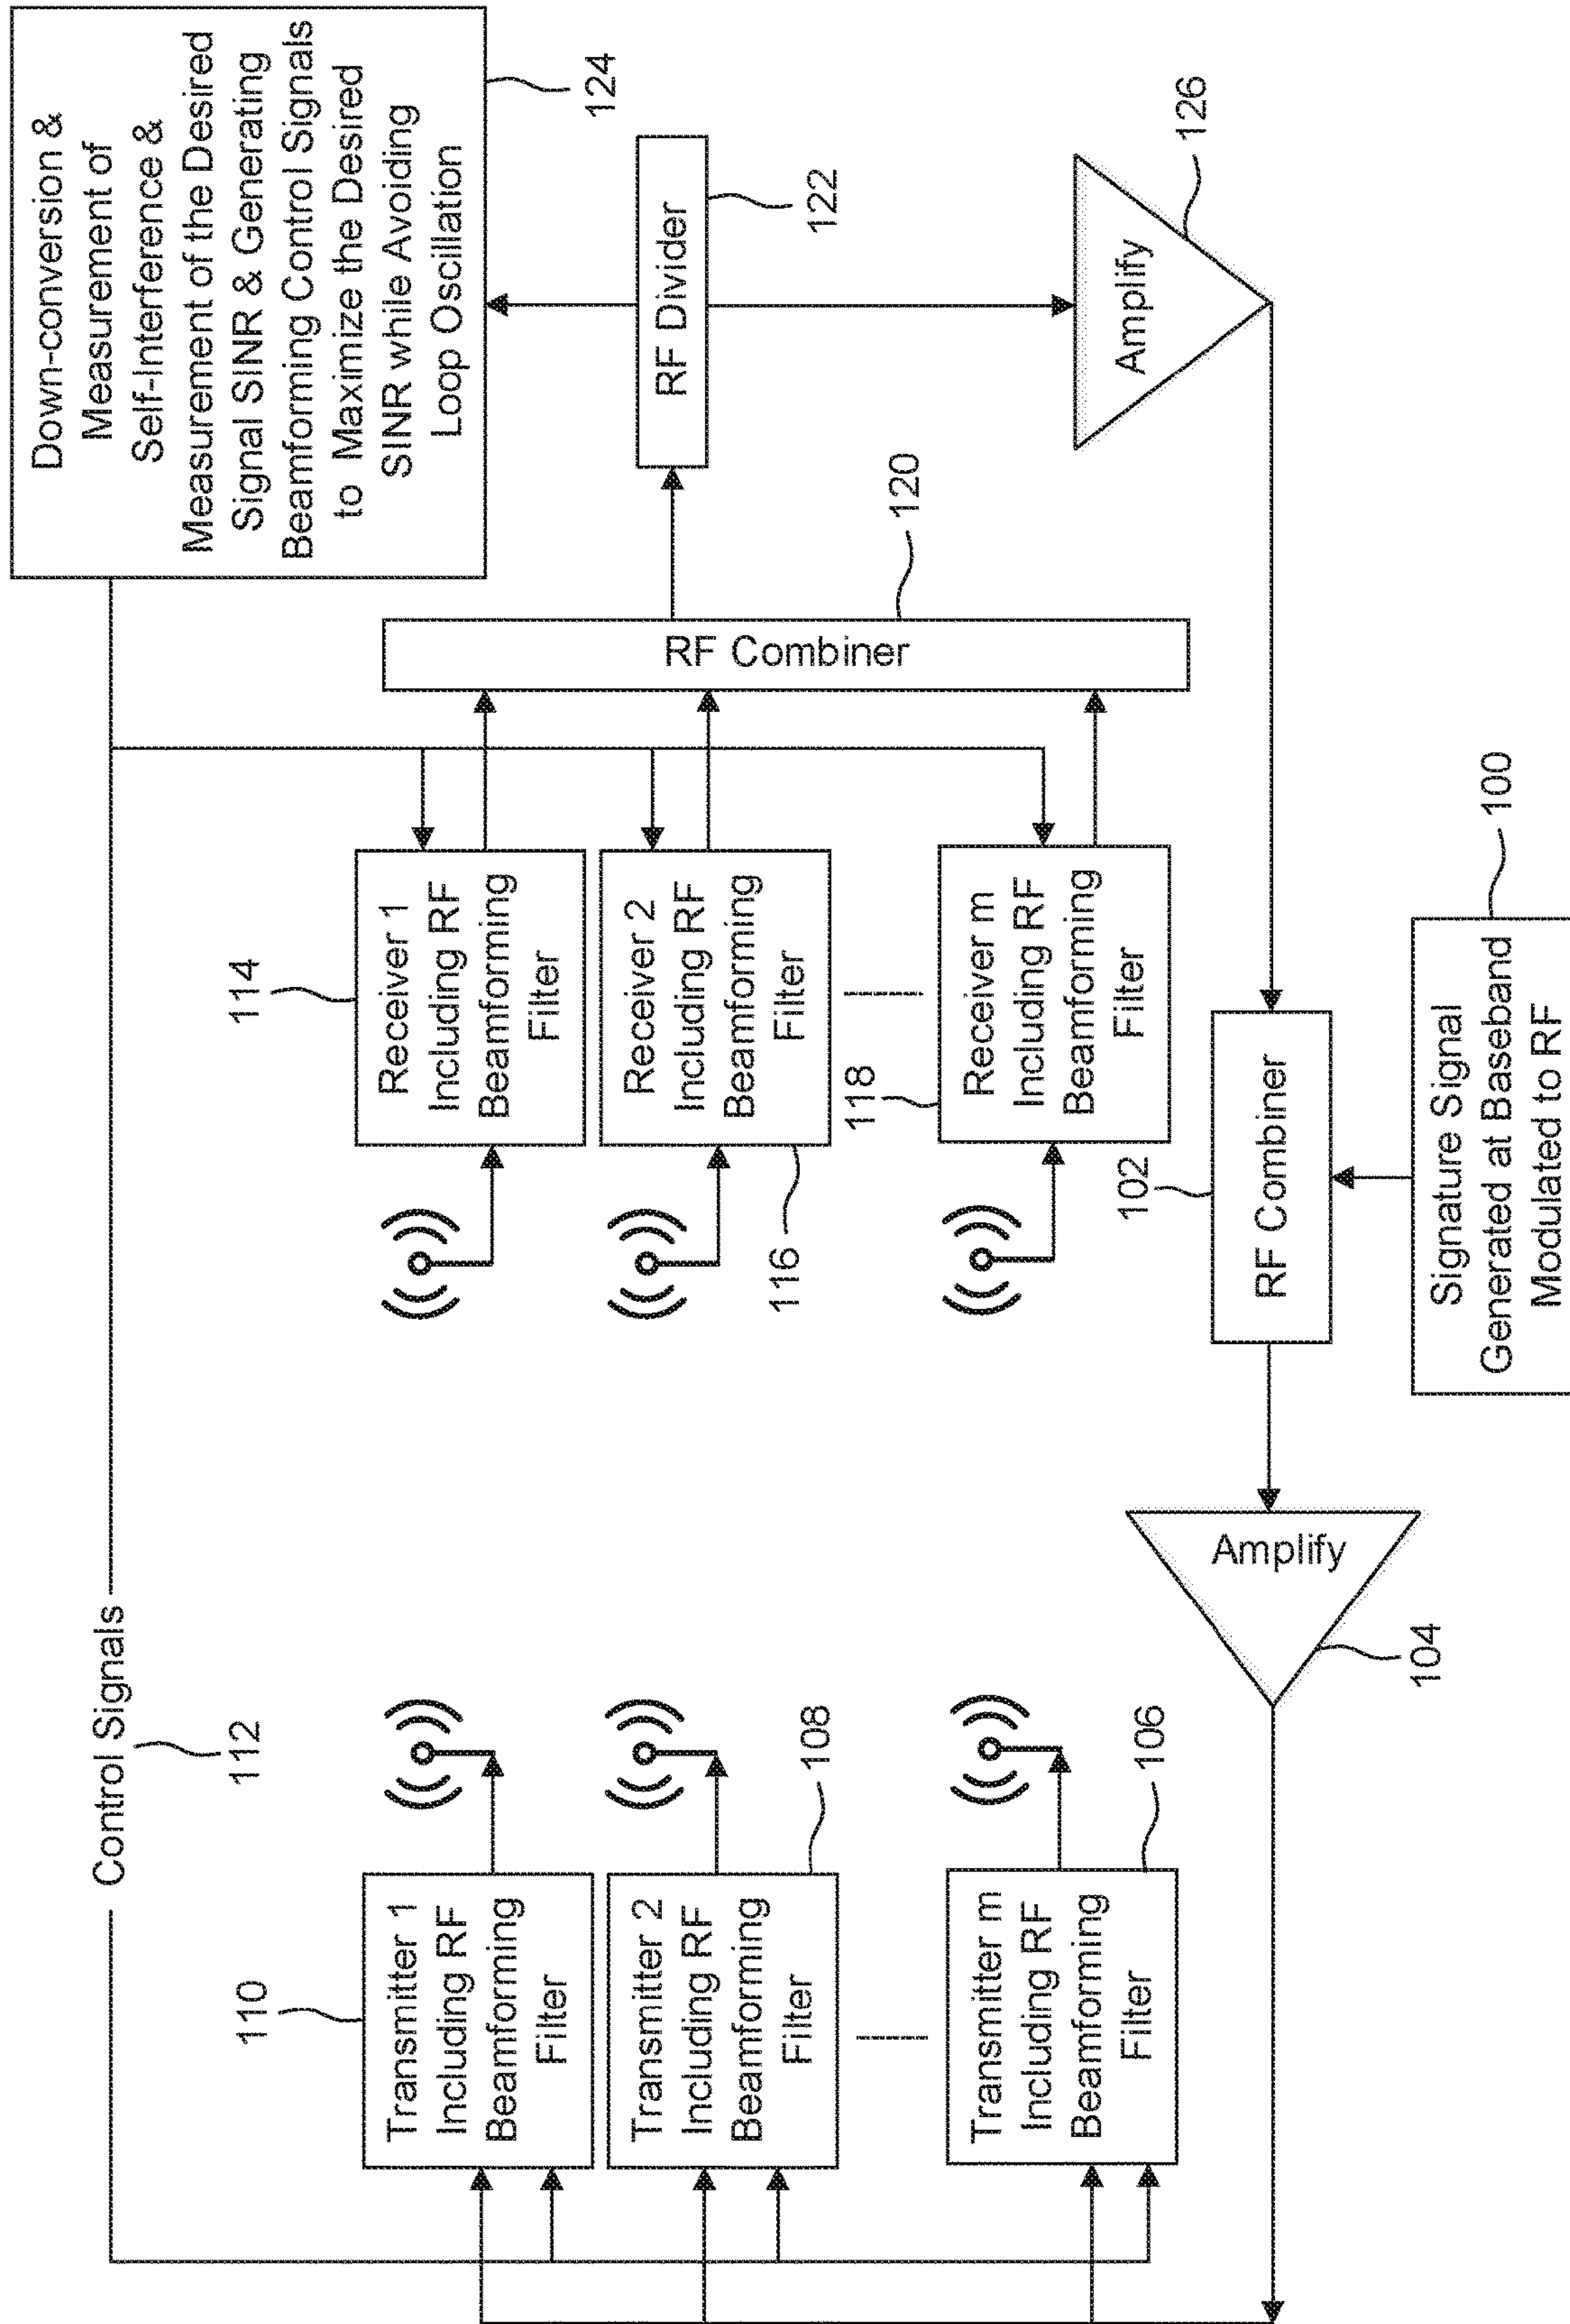 Control Signals
112
Down-conversion &
Measurement of
Self-Interference &
Measurement of the Desired
Signal SINR & Generating
Beamforming Control Signals
to Maximize the Desired
SINR while Avoiding
Loop Oscillation
124
110
Transmitter 1
Including RF
Beamforming
Filter
Transmitter 2
Including RF
Beamforming
Filter
108
Transmitter m
Including RF
Beamforming
Filter
106
114
Receiver 1
Including RF
Beamforming
Filter
Receiver 2
Including RF
Beamforming
Filter
116
118
Receiver m
Including RF
Beamforming
Filter
RF Combiner
120
RF Divider
122
Amplify
126
102
RF Combiner
Amplify
104
Signature Signal
Generated at Baseband
Modulated to RF
100